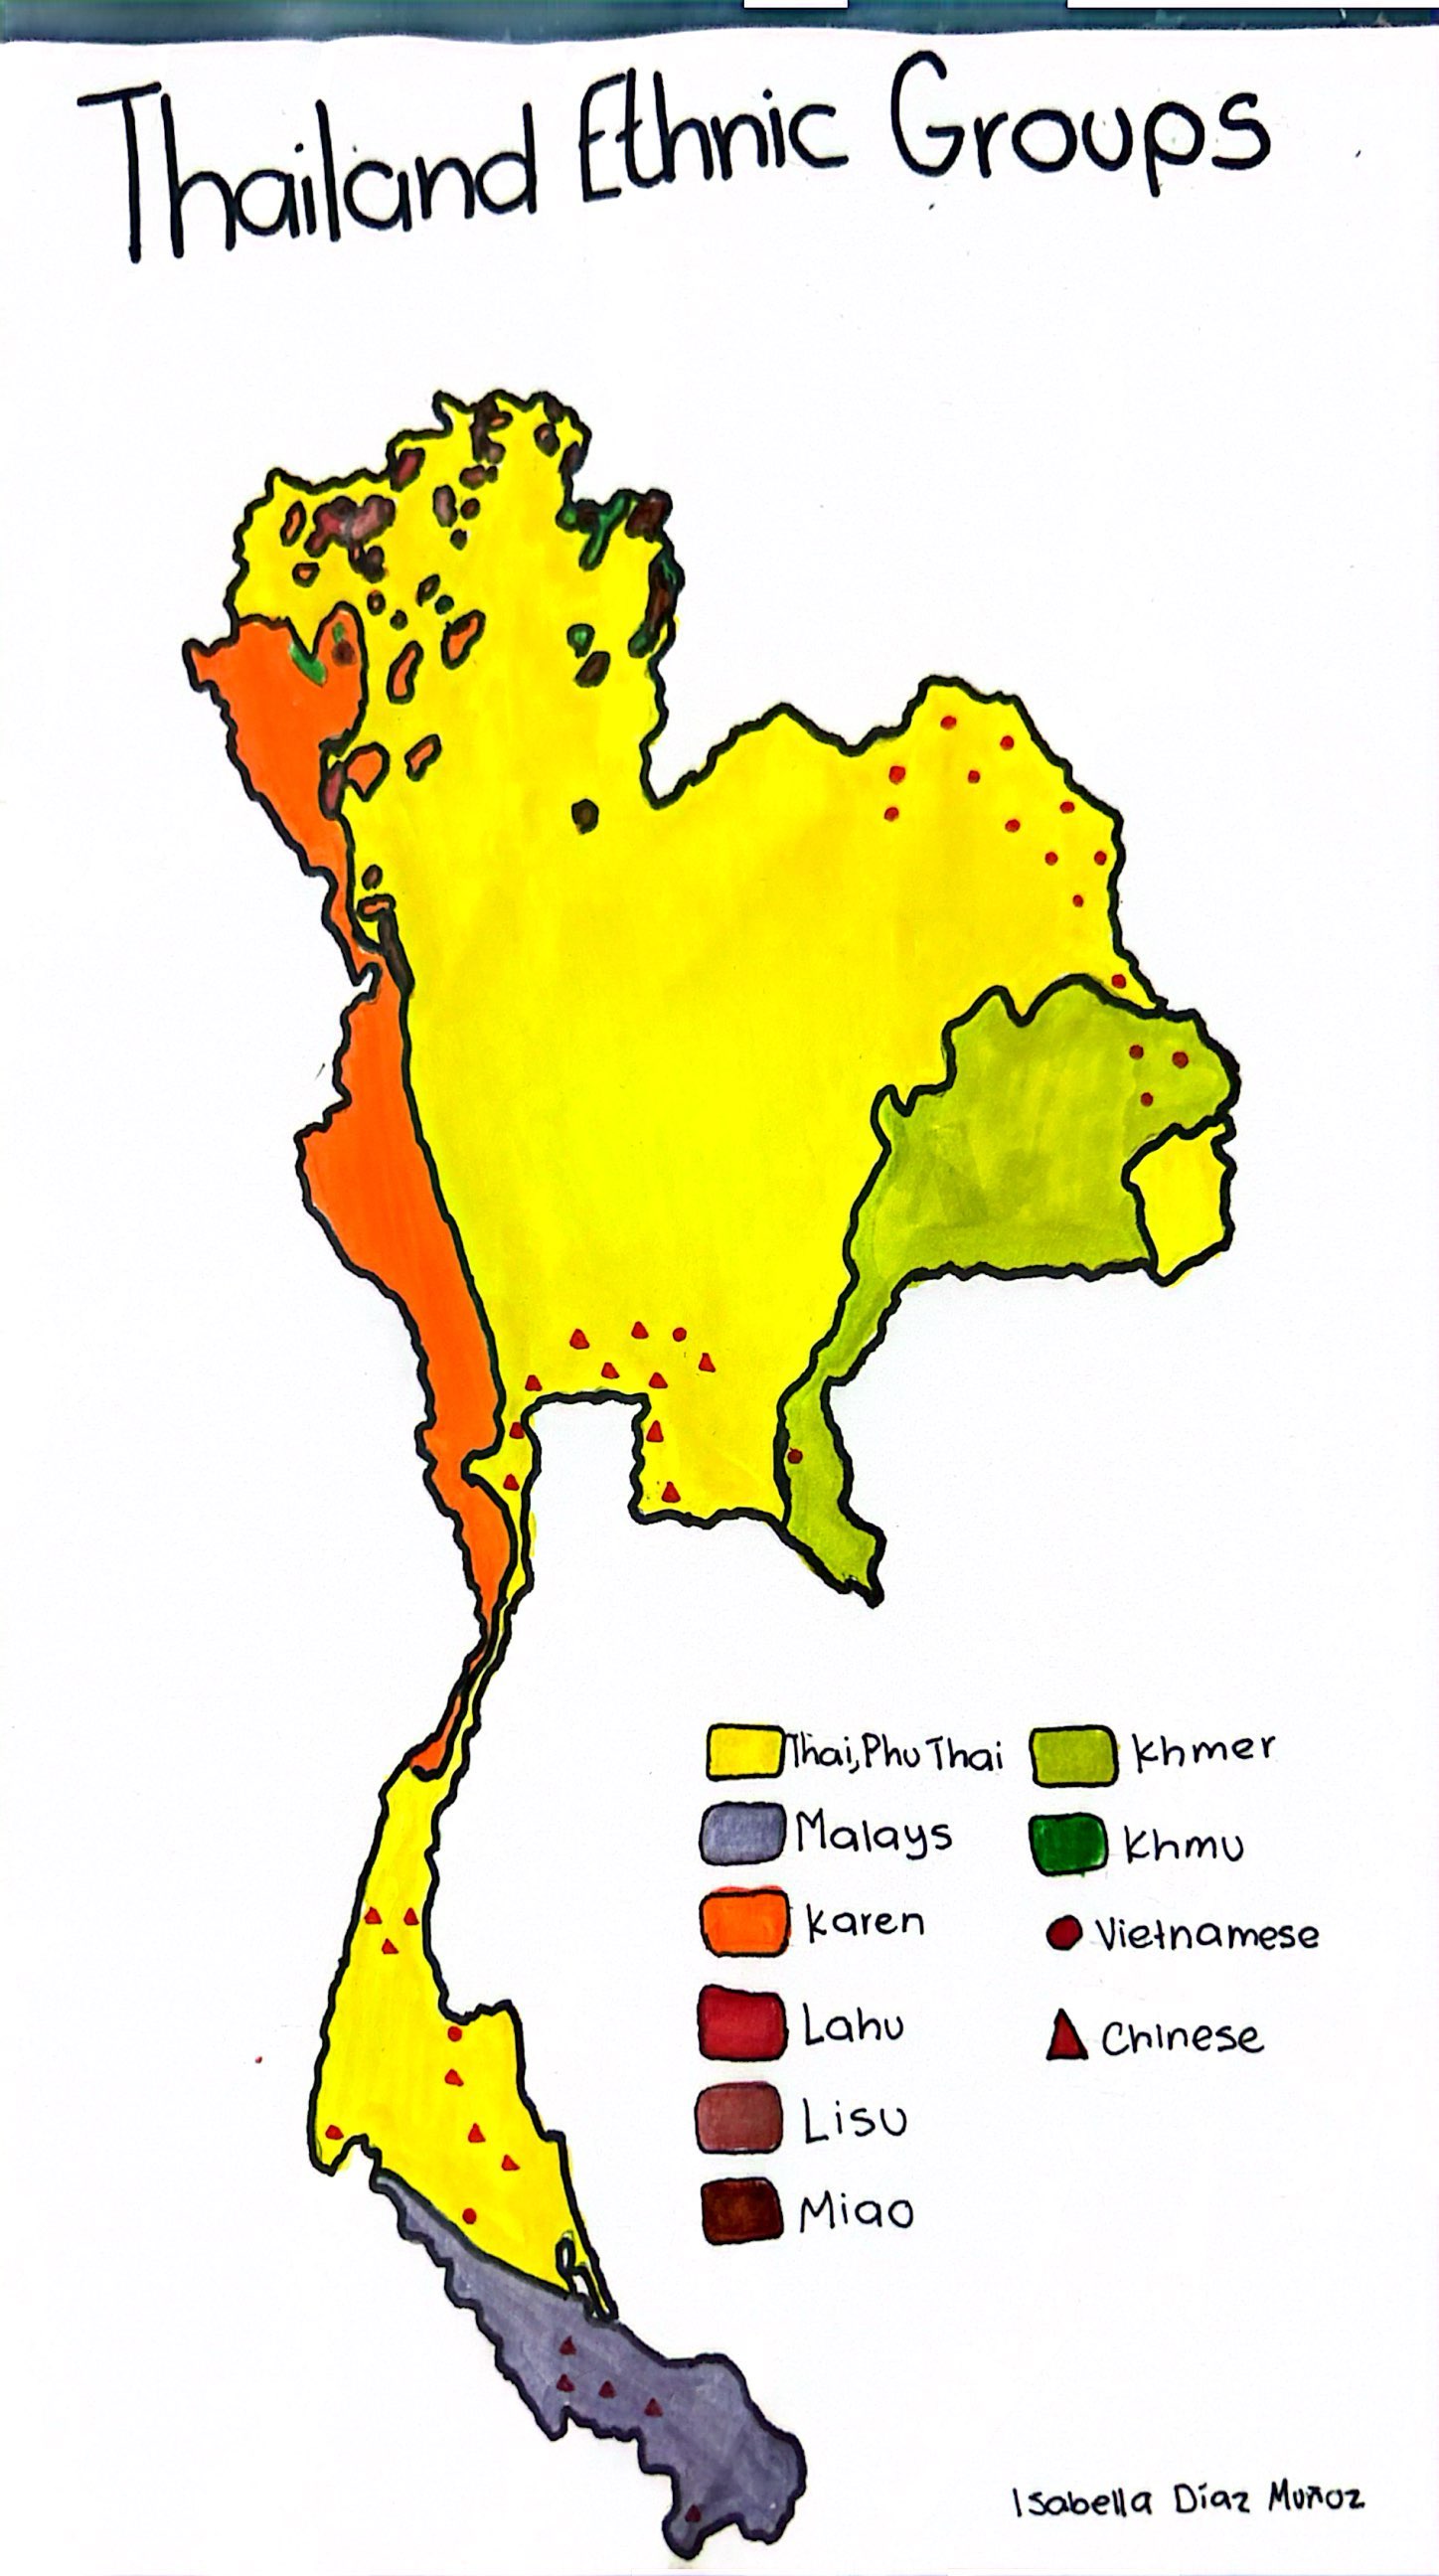 Thailand Ethnic Groups
Thai, Phu Thai
Malays
Karen
Lahu
Lisu
Miao
Khmer
Khmu
Vietnamese
Chinese
Isabella Díaz Muñoz